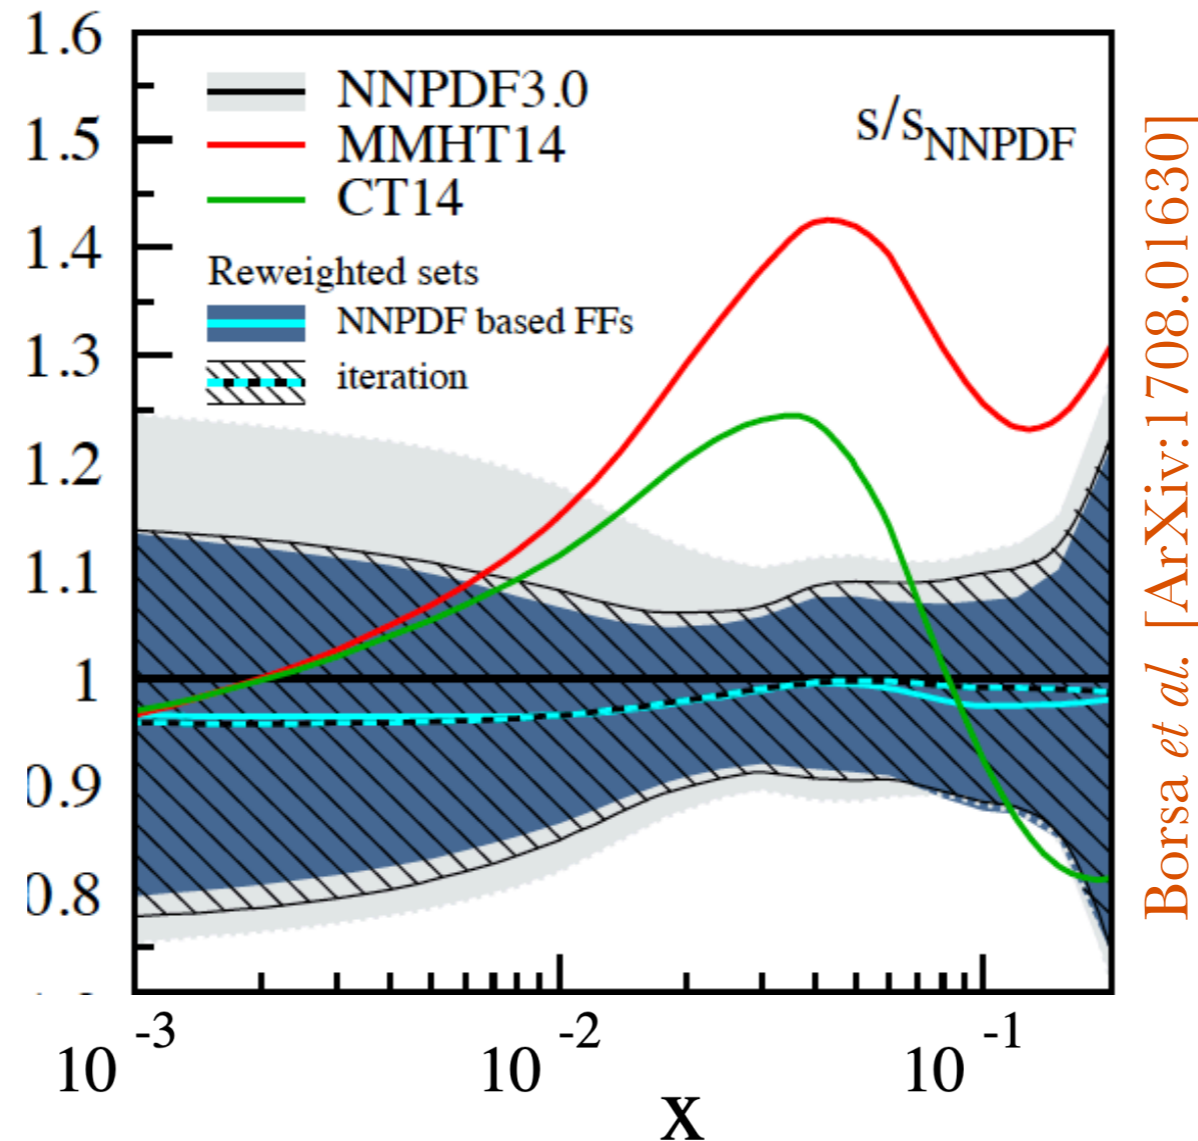 1.6
1.5
1.4
1.3
1.2
1.1
1
0.9
0.8
NNPDF3.0
MMHT14
CT14
Reweighted sets
NNPDF based FFs
iteration
s/sNNPDF
10-3
10-2
10-1
x
Borsa et al. [ArXiv:1708.01630]